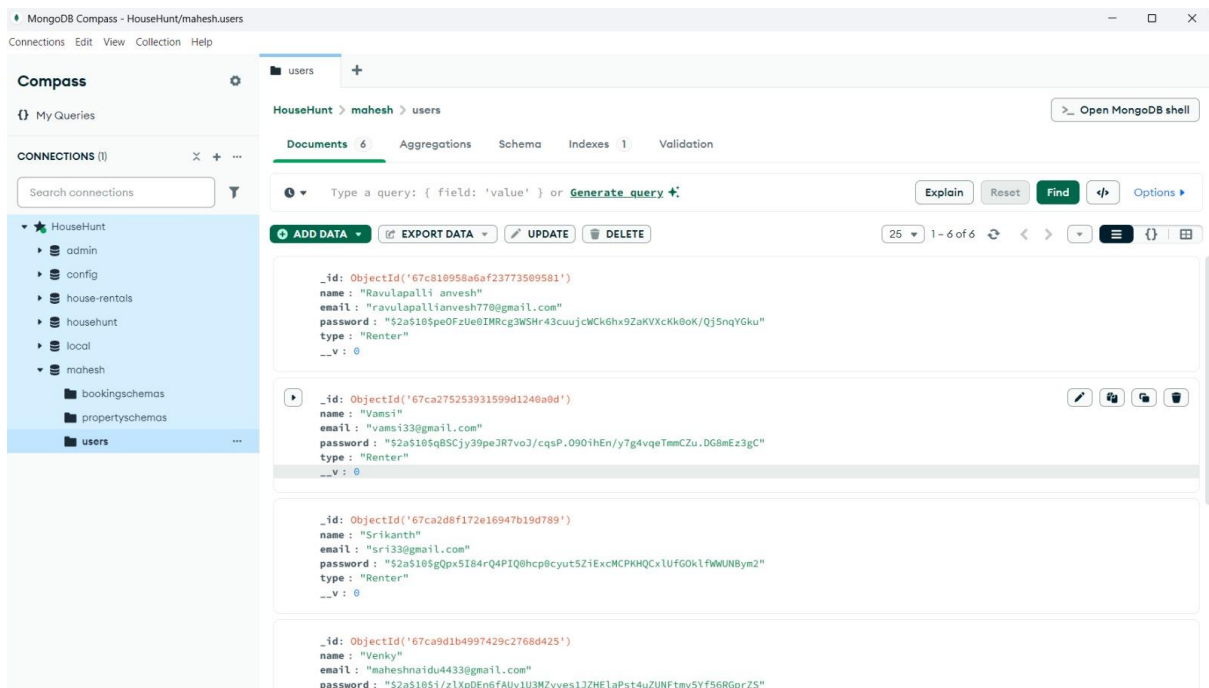 MongoDB Compass - HouseHunt/mahesh.users
Connections Edit View Collection Help
Compass
{} My Queries
CONNECTIONS (1)
Search connections
HouseHunt
admin
config
house-rentals
househunt
local
mahesh
bookingschemas
propertyschemas
users
users
HouseHunt > mahesh > users
>_ Open MongoDB shell
Documents 6 Aggregations Schema Indexes 1 Validation
Type a query: { field: 'value' } or Generate query
Explain Reset Find </> Options
ADD DATA EXPORT DATA UPDATE DELETE
25 1 – 6 of 6 {}
_id: ObjectId('67c810958a6af23773509581')
name : "Ravulapalli anvesh"
email : "ravulapallianvesh770@gmail.com"
password : "$2a$10$peOFzUe0IMRcg3WSHr43cuujcWCk6hx9ZaKVXcKk0oK/Qj5nqYGku"
type : "Renter"
__v : 0
_id: ObjectId('67ca275253931599d1240a0d')
name : "Vamsi"
email : "vamsi33@gmail.com"
password : "$2a$10$qBSCjy39peJR7voJ/cqsP.O9OihEn/y7g4vqeTmmCZu.DG8mEz3gC"
type : "Renter"
__v : 0
_id: ObjectId('67ca2d8f172e16947b19d789')
name : "Srikanth"
email : "sri33@gmail.com"
password : "$2a$10$gQpx5I84rQ4PIQ0hcp0cyut5ZiExcMCPKHQCxlUfGOklfWWUNBym2"
type : "Renter"
__v : 0
_id: ObjectId('67ca9d1b4997429c2768d425')
name : "Venky"
email : "maheshnaidu4433@gmail.com"
password : "$2a$10$i/zlXpDEn6fAUy1U3MZyves1JZHElaPst4uZUNFtmy5Yf56RGprZS"